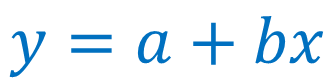 y = a + bx